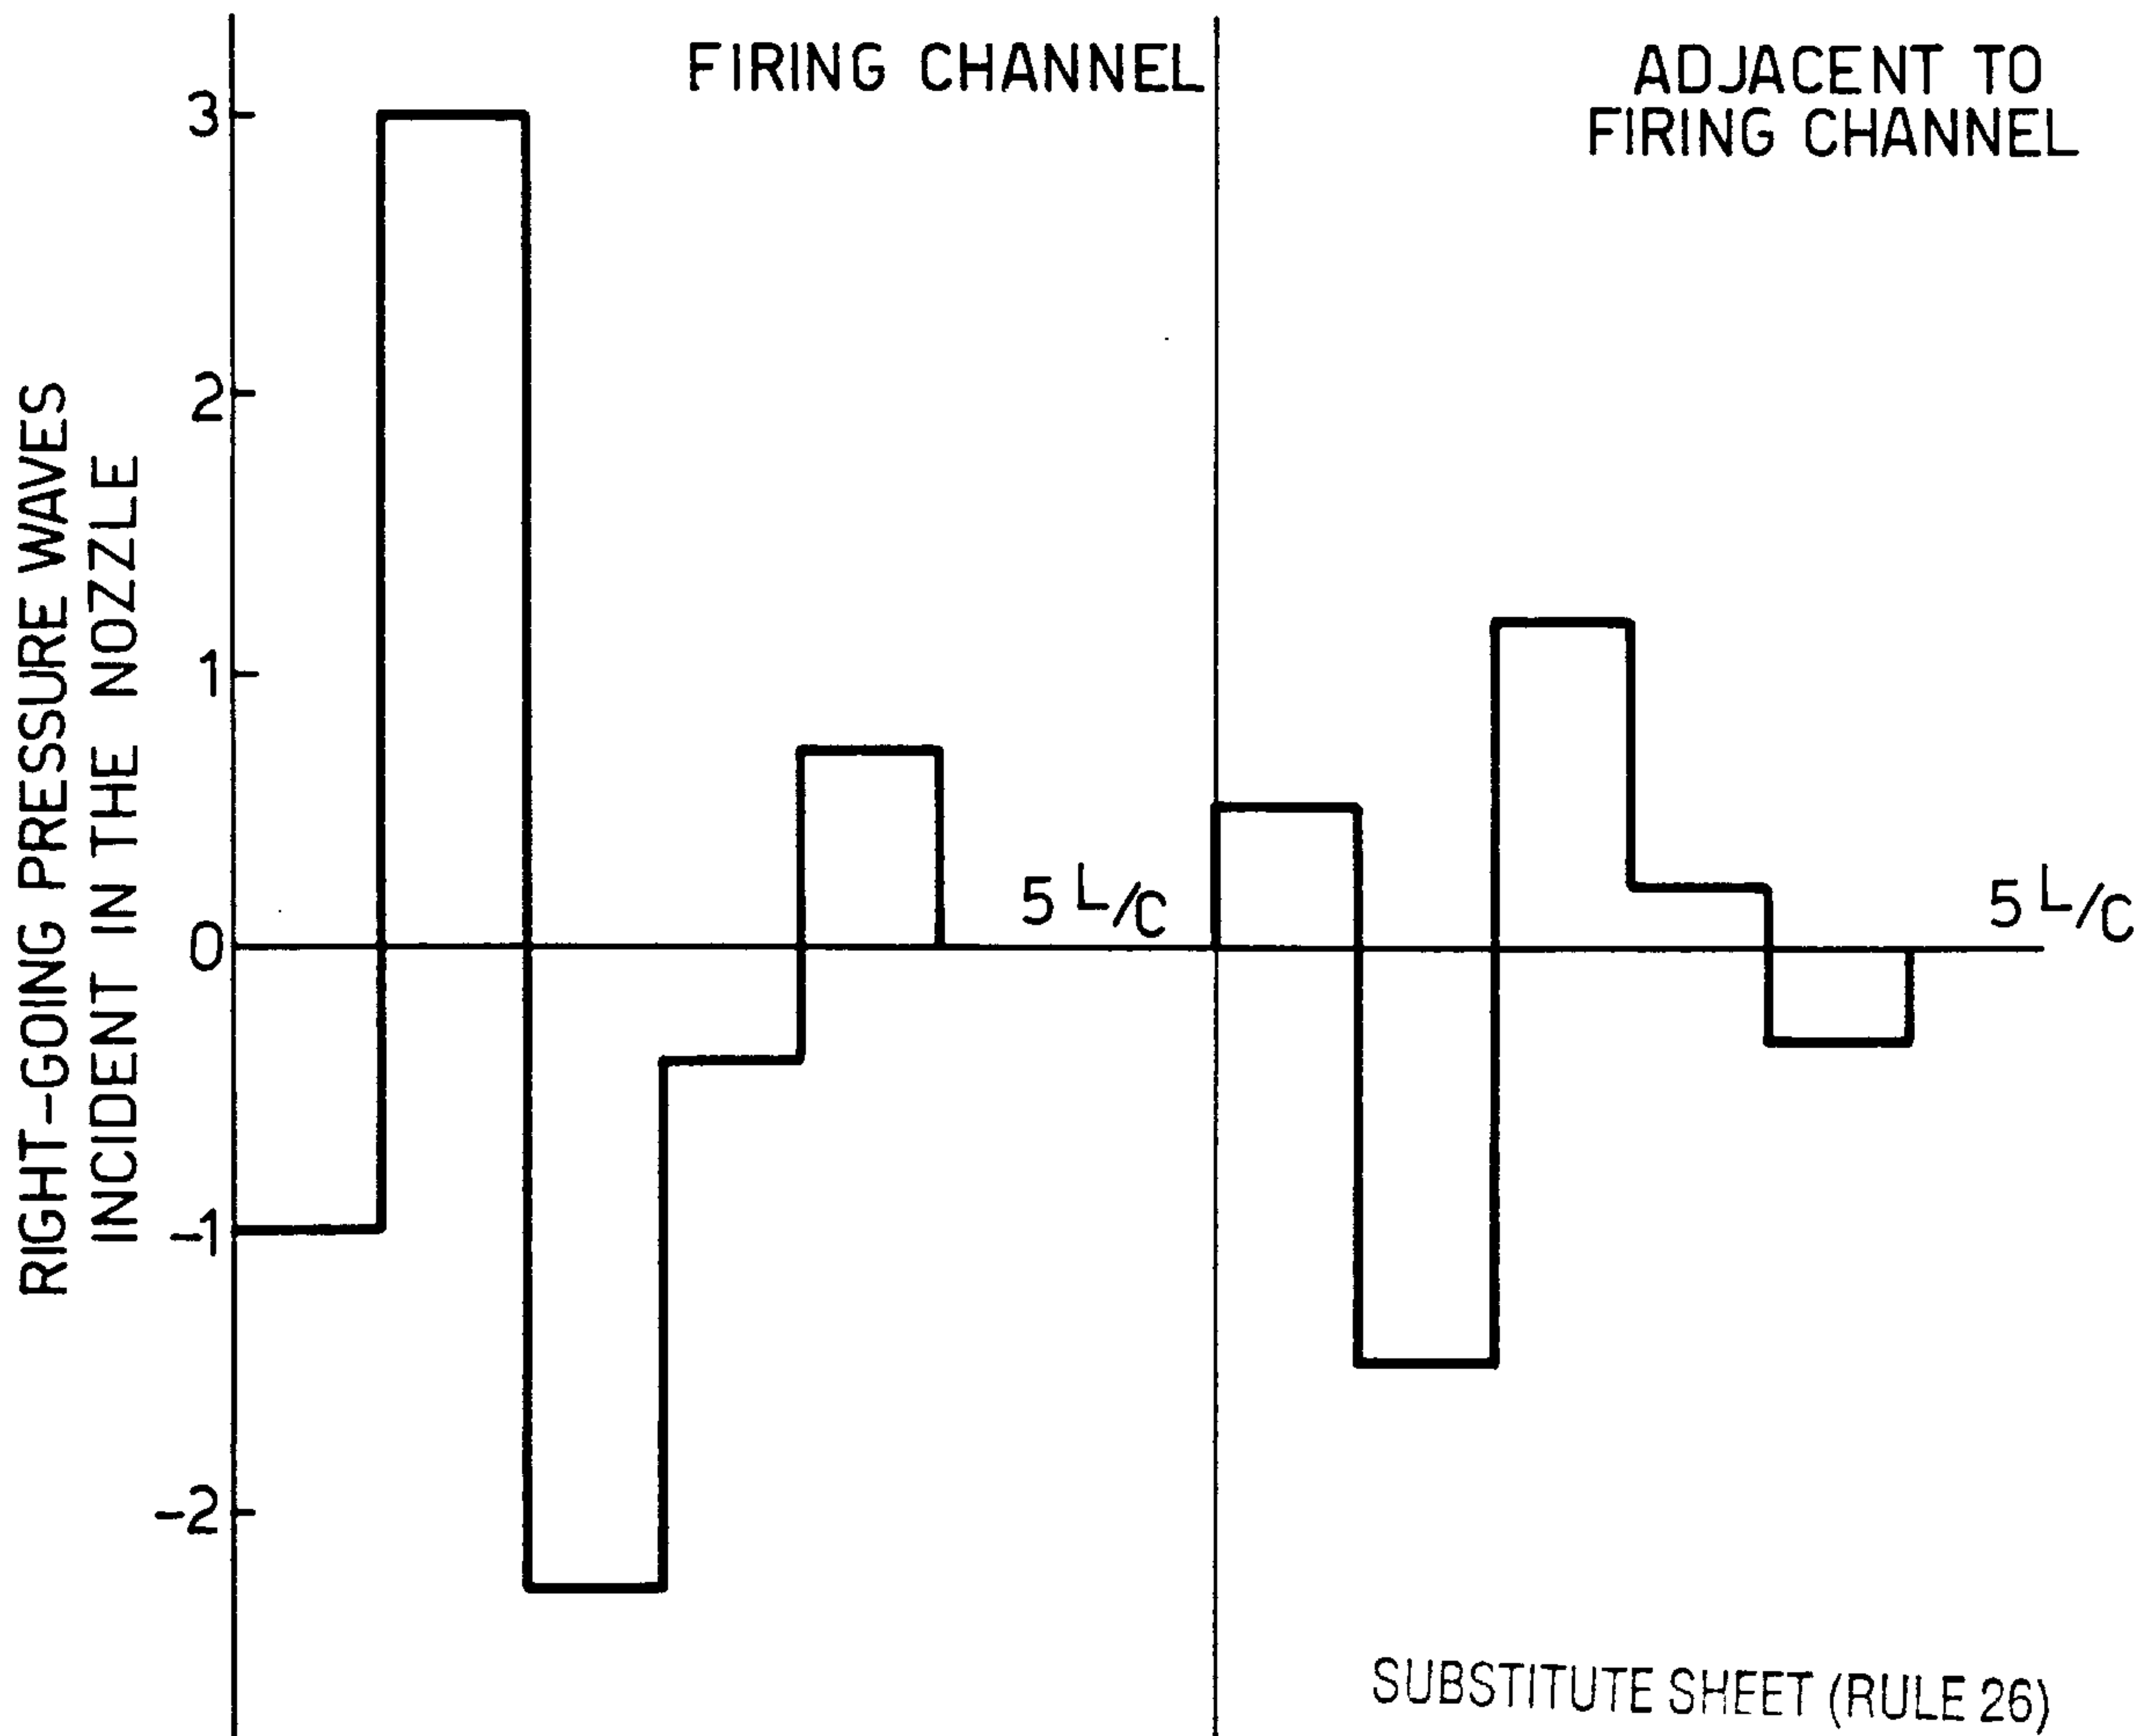 FIRING CHANNEL
ADJACENT TO
FIRING CHANNEL
RIGHT-GOING PRESSURE WAVES
INCIDENT IN THE NOZZLE
3
2
1
0
-1
-2
5 L/C
5 L/C
SUBSTITUTE SHEET (RULE 26)